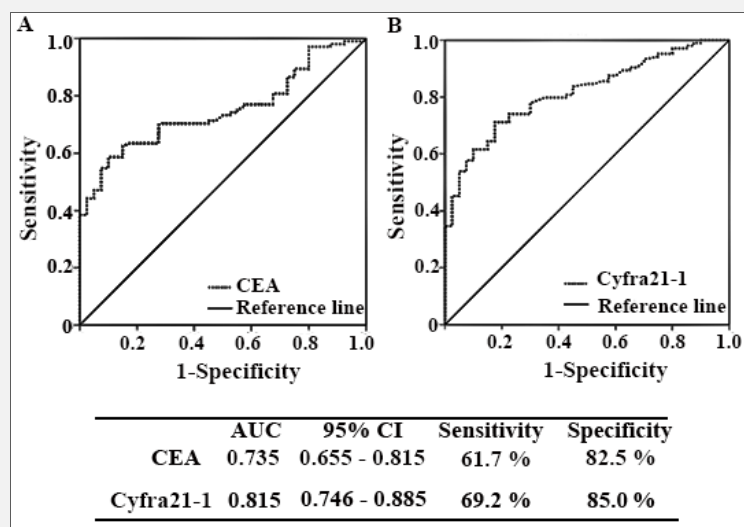 A
1.0
0.8
0.6
0.4
0.2
0
Sensitivity
CEA
Reference line
0.2 0.4 0.6 0.8 1.0
1-Specificity
B
1.0
0.8
0.6
0.4
0.2
0
Sensitivity
Cyfra21-1
Reference line
0.2 0.4 0.6 0.8 1.0
1-Specificity
AUC 95% CI Sensitivity Specificity
CEA 0.735 0.655 - 0.815 61.7 % 82.5 %
Cyfra21-1 0.815 0.746 - 0.885 69.2 % 85.0 %